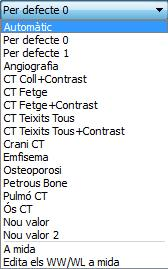 Per defecte 0
Automàtic
Per defecte 0
Per defecte 1
Angiografia
CT Coll+Contrast
CT Fetge
CT Fetge+Contrast
CT Teixits Tous
CT Teixits Tous+Contrast
Crani CT
Emfisema
Osteoporosi
Petrous Bone
Pulmó CT
Ós CT
Nou valor
Nou valor 2
A mida
Edita els WW/WL a mida